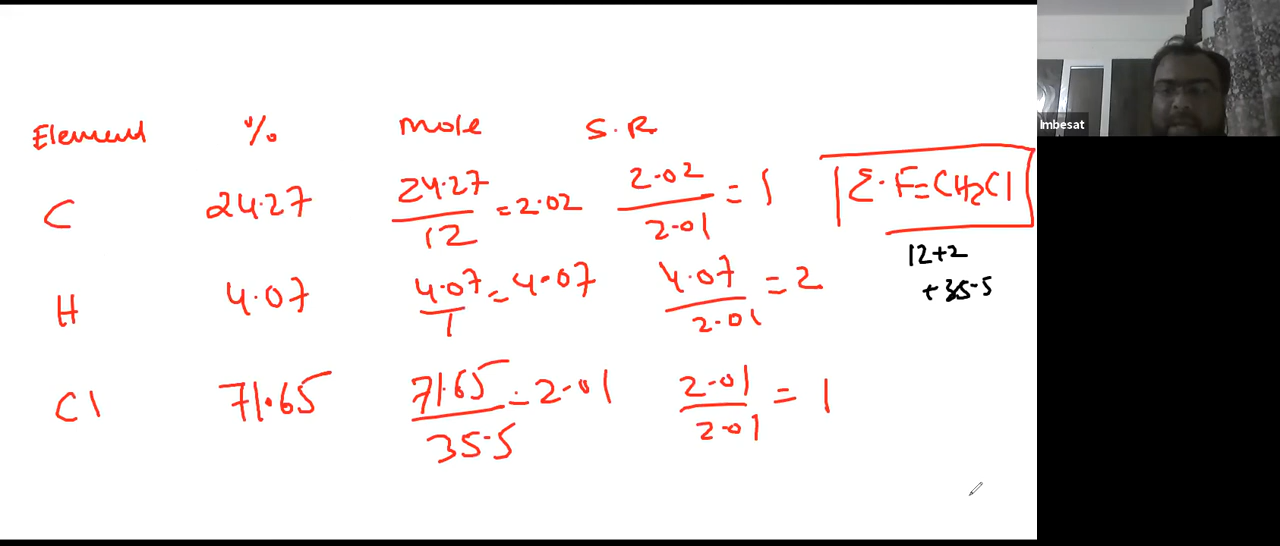 Element % mole S.R
C 24.27 24.27/12 = 2.02 2.02/2.01 = 1
E.F = CH2Cl
12+2
+35.5
H 4.07 4.07/1 = 4.07 4.07/2.01 = 2
Cl 71.65 71.65/35.5 = 2.01 2.01/2.01 = 1
Imbesat